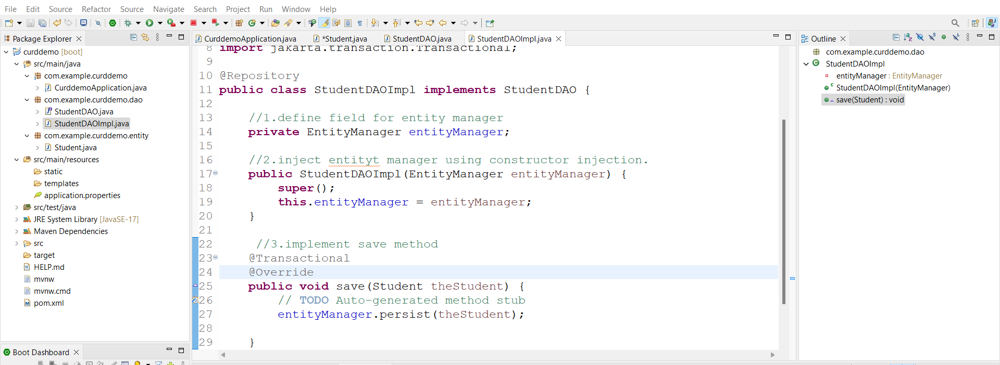 File Edit Source Refactor Source Navigate Search Project Run Window Help
Package Explorer
curddemo [boot]
src/main/java
com.example.curddemo
CurddemoApplication.java
com.example.curddemo.dao
StudentDAO.java
StudentDAOImpl.java
com.example.curddemo.entity
Student.java
src/main/resources
static
templates
application.properties
src/test/java
JRE System Library [JavaSE-17]
Maven Dependencies
src
target
HELP.md
mvnw
mvnw.cmd
pom.xml
Boot Dashboard
CurddemoApplication.java *Student.java StudentDAO.java StudentDAOImpl.java
8 import jakarta.transaction.Transactional;
9
10 @Repository
11 public class StudentDAOImpl implements StudentDAO {
12
13 //1.define field for entity manager
14 private EntityManager entityManager;
15
16 //2.inject entityt manager using constructor injection.
17 public StudentDAOImpl(EntityManager entityManager) {
18 super();
19 this.entityManager = entityManager;
20 }
21
22 //3.implement save method
23 @Transactional
24 @Override
25 public void save(Student theStudent) {
26 // TODO Auto-generated method stub
27 entityManager.persist(theStudent);
28
29 }
Outline
com.example.curddemo.dao
StudentDAOImpl
entityManager : EntityManager
StudentDAOImpl(EntityManager)
save(Student) : void